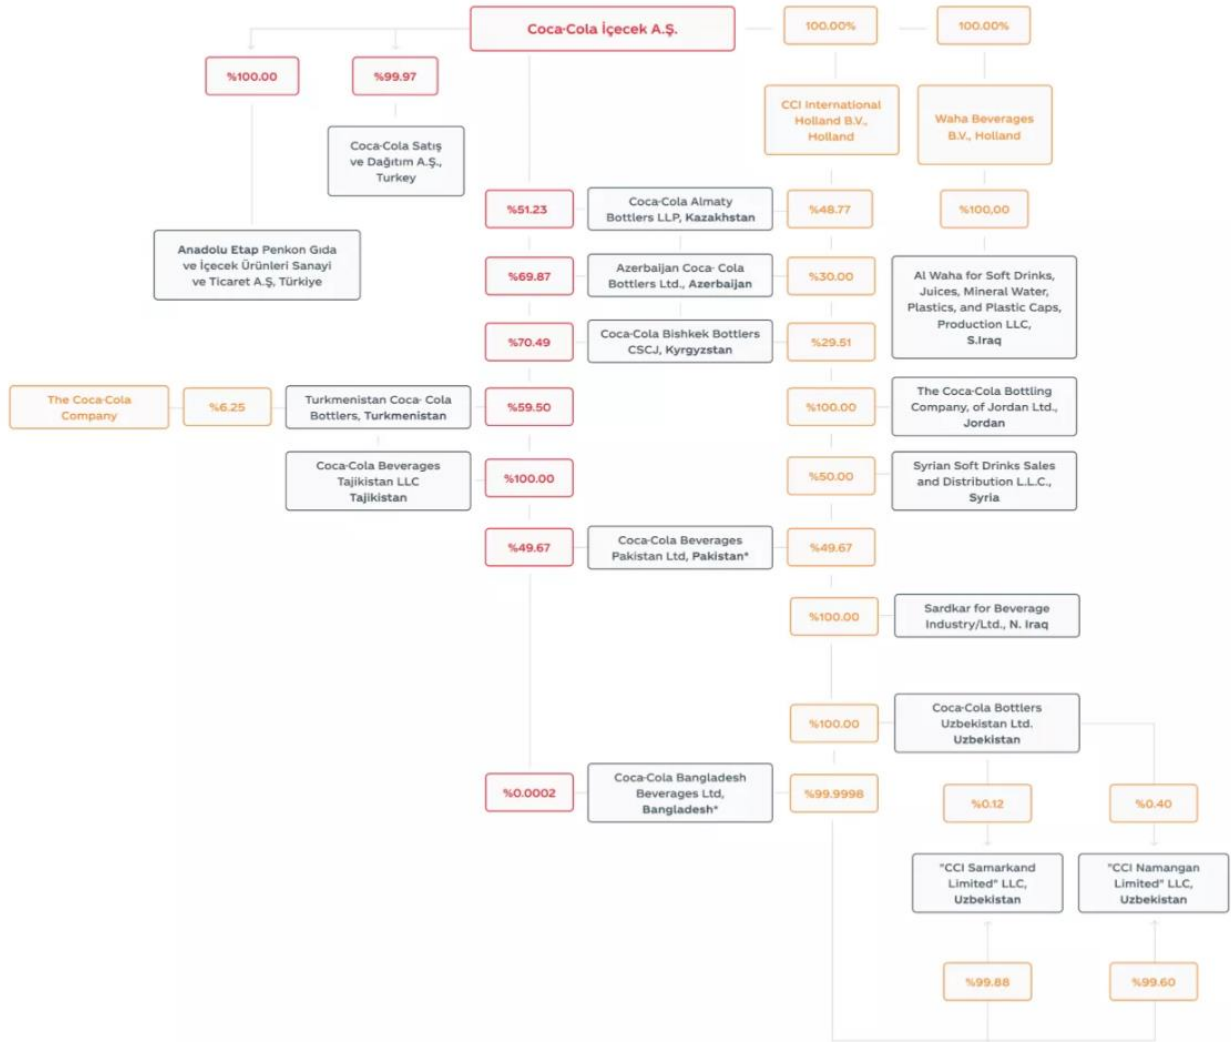 Coca-Cola İçecek A.Ş.
100.00%
100.00%
%100.00
%99.97
CCI International
Holland B.V.,
Holland
Waha Beverages
B.V., Holland
Coca-Cola Satış
ve Dağıtım A.Ş.,
Turkey
%51.23
Coca-Cola Almaty
Bottlers LLP, Kazakhstan
%48.77
%100,00
Anadolu Etap Penkon Gıda
ve İçecek Ürünleri Sanayi
ve Ticaret A.Ş, Türkiye
%69.87
Azerbaijan Coca- Cola
Bottlers Ltd., Azerbaijan
%30.00
Al Waha for Soft Drinks,
Juices, Mineral Water,
Plastics, and Plastic Caps,
Production LLC,
S.Iraq
%70.49
Coca-Cola Bishkek Bottlers
CSCJ, Kyrgyzstan
%29.51
The Coca-Cola
Company
%6.25
Turkmenistan Coca- Cola
Bottlers, Turkmenistan
%59.50
%100.00
The Coca-Cola Bottling
Company, of Jordan Ltd.,
Jordan
Coca-Cola Beverages
Tajikistan LLC
Tajikistan
%100.00
%50.00
Syrian Soft Drinks Sales
and Distribution L.L.C.,
Syria
%49.67
Coca-Cola Beverages
Pakistan Ltd, Pakistan*
%49.67
%100.00
Sardkar for Beverage
Industry/Ltd., N. Iraq
%100.00
Coca-Cola Bottlers
Uzbekistan Ltd.
Uzbekistan
%0.0002
Coca-Cola Bangladesh
Beverages Ltd,
Bangladesh*
%99.9998
%0.12
%0.40
"CCI Samarkand
Limited" LLC,
Uzbekistan
"CCI Namangan
Limited" LLC,
Uzbekistan
%99.88
%99.60